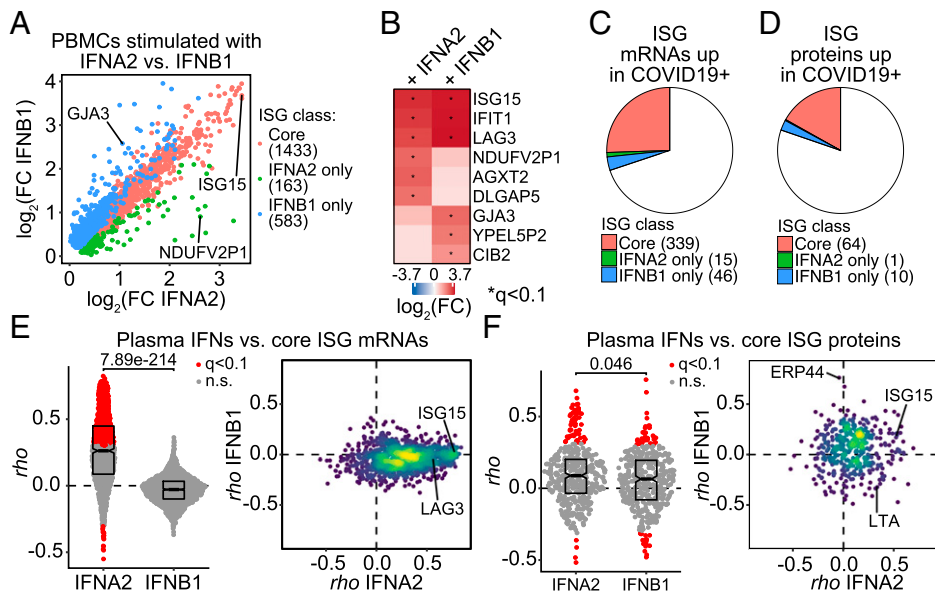 A
PBMCs stimulated with
IFNA2 vs. IFNB1
log2(FC IFNB1)
4
3
2
1
0
GJA3
ISG15
NDUFV2P1
0 1 2 3
log2(FC IFNA2)
ISG class:
Core
(1433)
IFNA2 only
(163)
IFNB1 only
(583)
B
+ IFNA2
+ IFNB1
* * ISG15
* * IFIT1
* * LAG3
* NDUFV2P1
* AGXT2
* DLGAP5
* GJA3
* YPEL5P2
* CIB2
-3.7 0 3.7
log2(FC)
*q<0.1
C
ISG
mRNAs up
in COVID19+
ISG class
Core (339)
IFNA2 only (15)
IFNB1 only (46)
D
ISG
proteins up
in COVID19+
ISG class
Core (64)
IFNA2 only (1)
IFNB1 only (10)
E
Plasma IFNs vs. core ISG mRNAs
7.89e-214
q<0.1
n.s.
rho
0.5
0.0
-0.5
IFNA2 IFNB1
rho IFNB1
0.5
0.0
-0.5
ISG15
LAG3
-0.5 0.0 0.5
rho IFNA2
F
Plasma IFNs vs. core ISG proteins
0.046
q<0.1
n.s.
0.5
0.0
-0.5
IFNA2 IFNB1
rho IFNB1
0.5
0.0
-0.5
ERP44
ISG15
LTA
-0.5 0.0 0.5
rho IFNA2